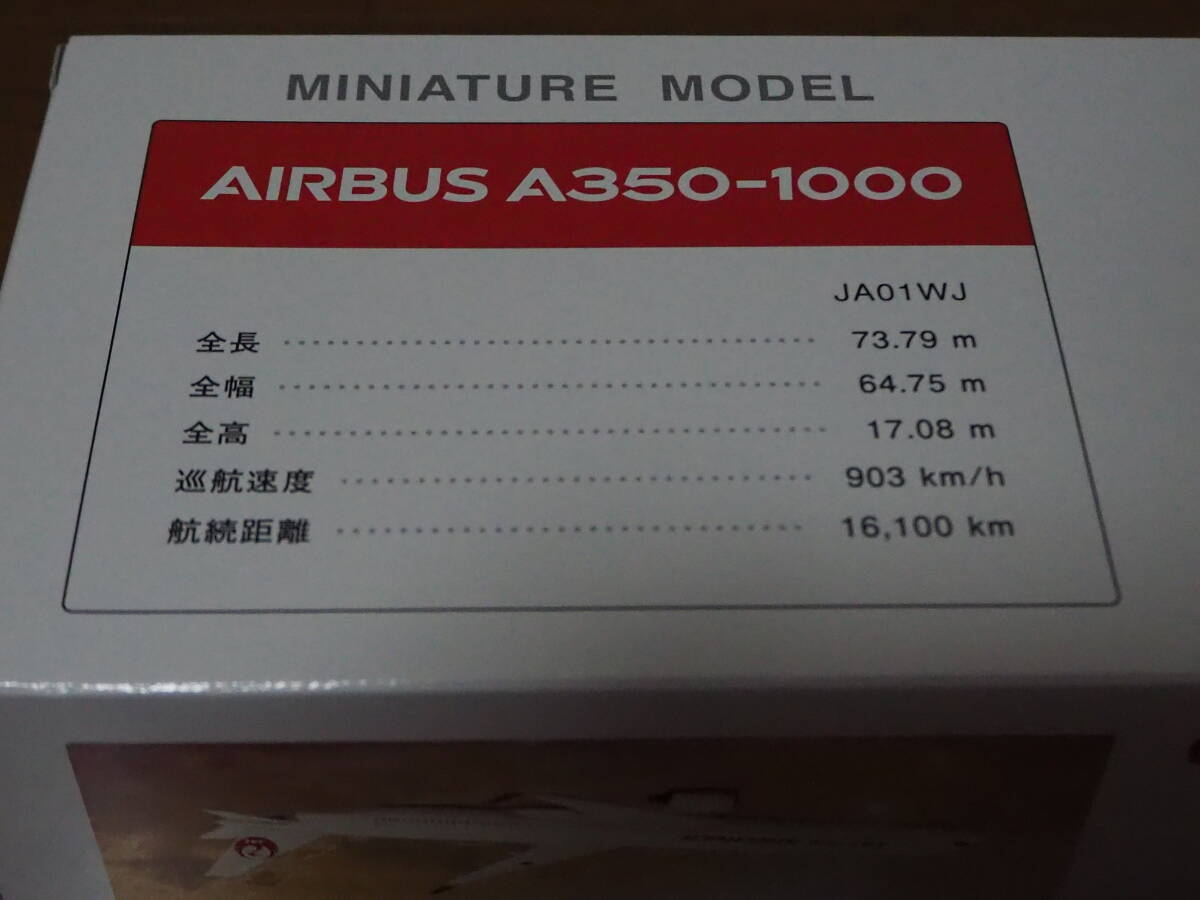 MINIATURE MODEL
AIRBUS A350-1000
JA01WJ
全長 73.79 m
全幅 64.75 m
全高 17.08 m
巡航速度 903 km/h
航続距離 16,100 km